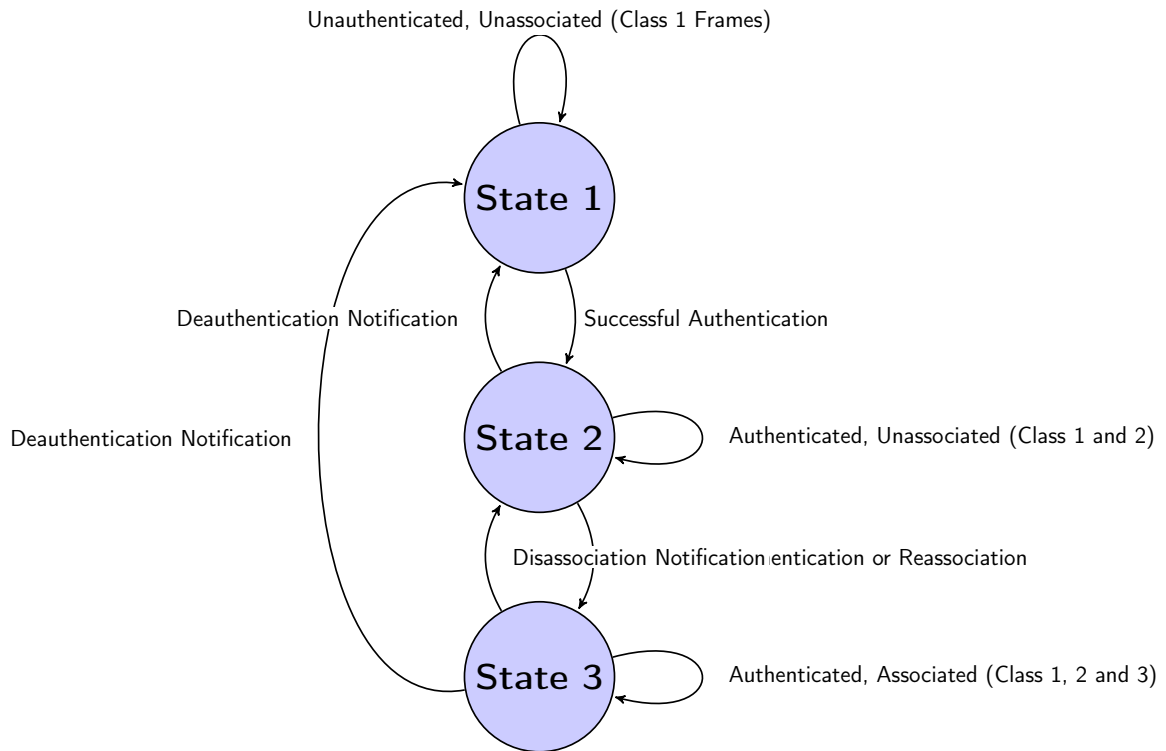 Unauthenticated, Unassociated (Class 1 Frames)
State 1
Deauthentication Notification
Successful Authentication
State 2
Authenticated, Unassociated (Class 1 and 2)
Deauthentication Notification
Disassociation Notification
or Reassociation
State 3
Authenticated, Associated (Class 1, 2 and 3)